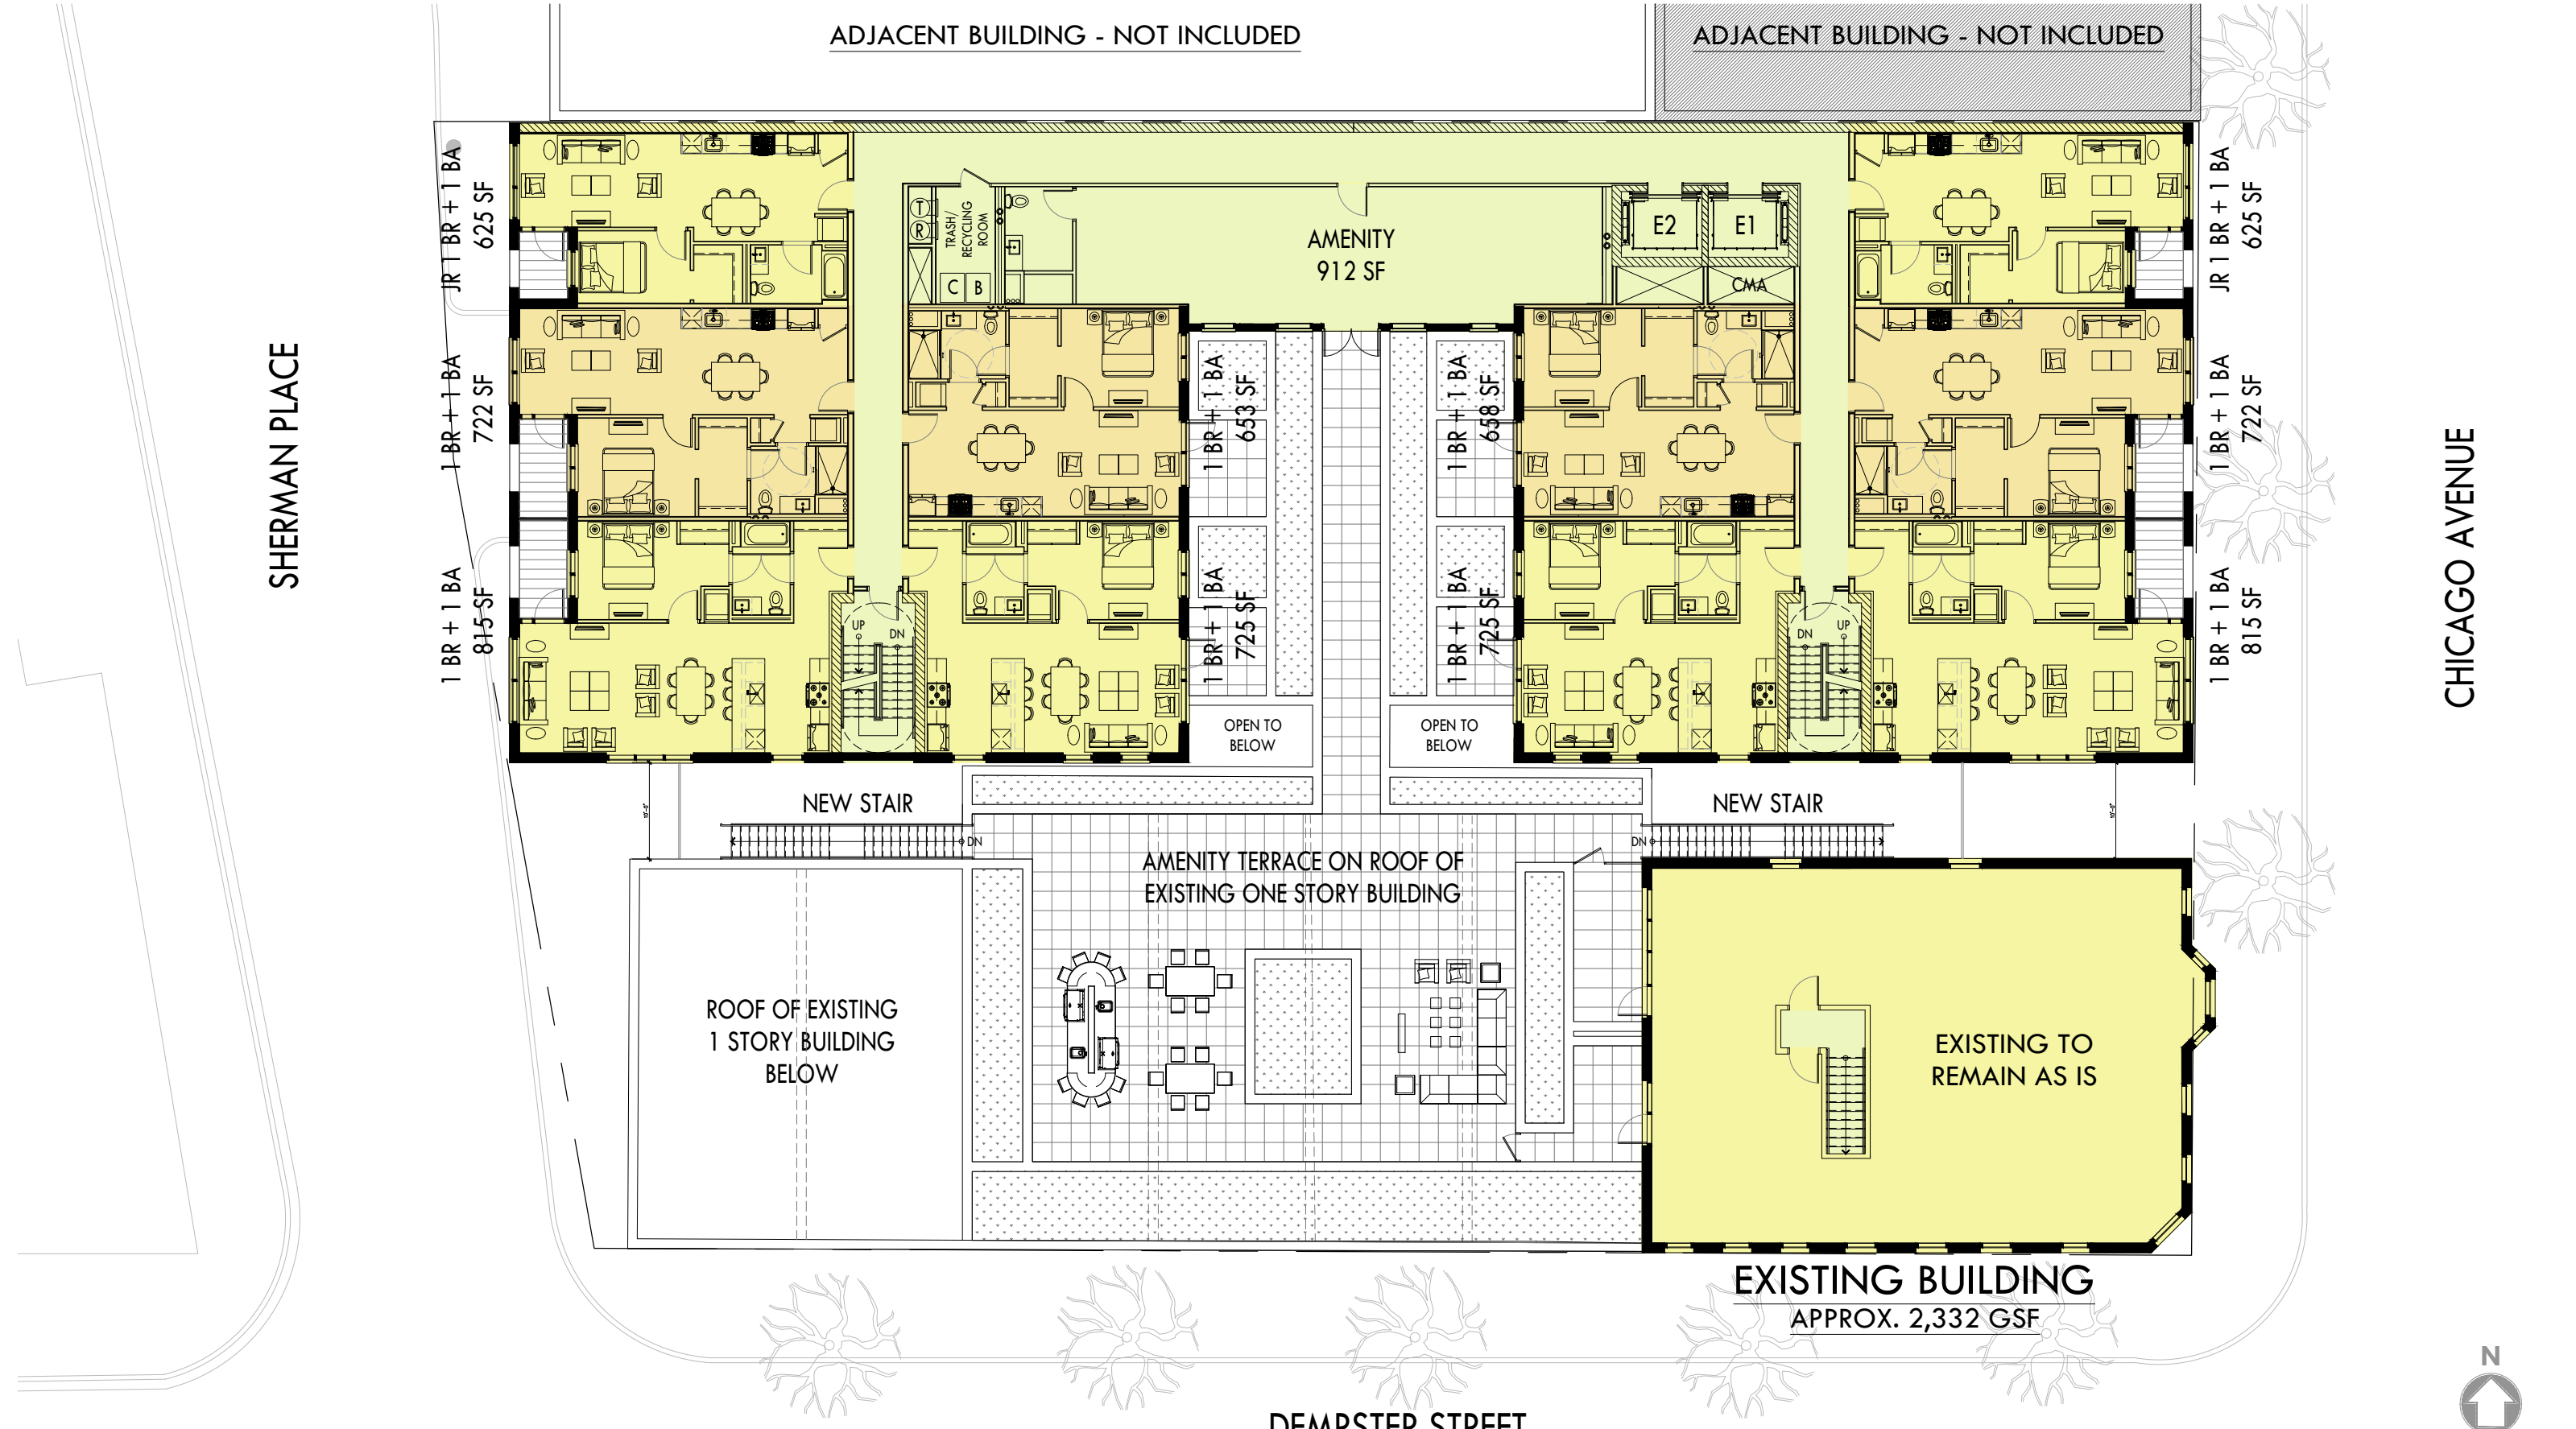 ADJACENT BUILDING - NOT INCLUDED
ADJACENT BUILDING - NOT INCLUDED
JR 1 BR + 1 BA
625 SF
T
R
TRASH/
RECYCLING
ROOM
C
B
AMENITY
912 SF
E2
E1
CMA
JR 1 BR + 1 BA
625 SF
SHERMAN PLACE
1 BR + 1 BA
722 SF
1 BR + 1 BA
653 SF
1 BR + 1 BA
658 SF
1 BR + 1 BA
722 SF
CHICAGO AVENUE
1 BR + 1 BA
815 SF
UP
DN
1 BR + 1 BA
725 SF
1 BR + 1 BA
725 SF
DN
UP
1 BR + 1 BA
815 SF
OPEN TO
BELOW
OPEN TO
BELOW
NEW STAIR
DN
NEW STAIR
DN
AMENITY TERRACE ON ROOF OF
EXISTING ONE STORY BUILDING
ROOF OF EXISTING
1 STORY BUILDING
BELOW
EXISTING TO
REMAIN AS IS
EXISTING BUILDING
APPROX. 2,332 GSF
N
DEMPSTER STREET